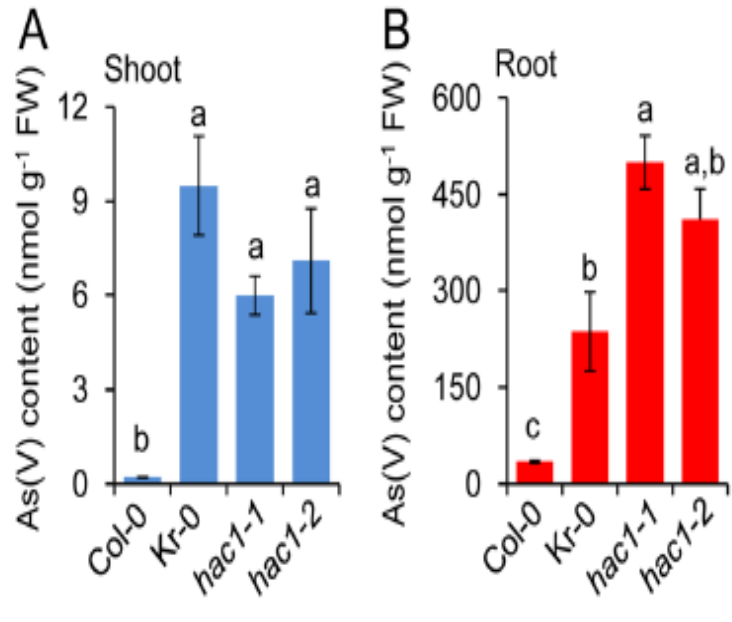 A
Shoot
As(V) content (nmol g⁻¹ FW)
12
9
6
3
0
b
a
a
a
Col-0
Kr-0
hac1-1
hac1-2
B
Root
As(V) content (nmol g⁻¹ FW)
600
450
300
150
0
c
b
a
a,b
Col-0
Kr-0
hac1-1
hac1-2